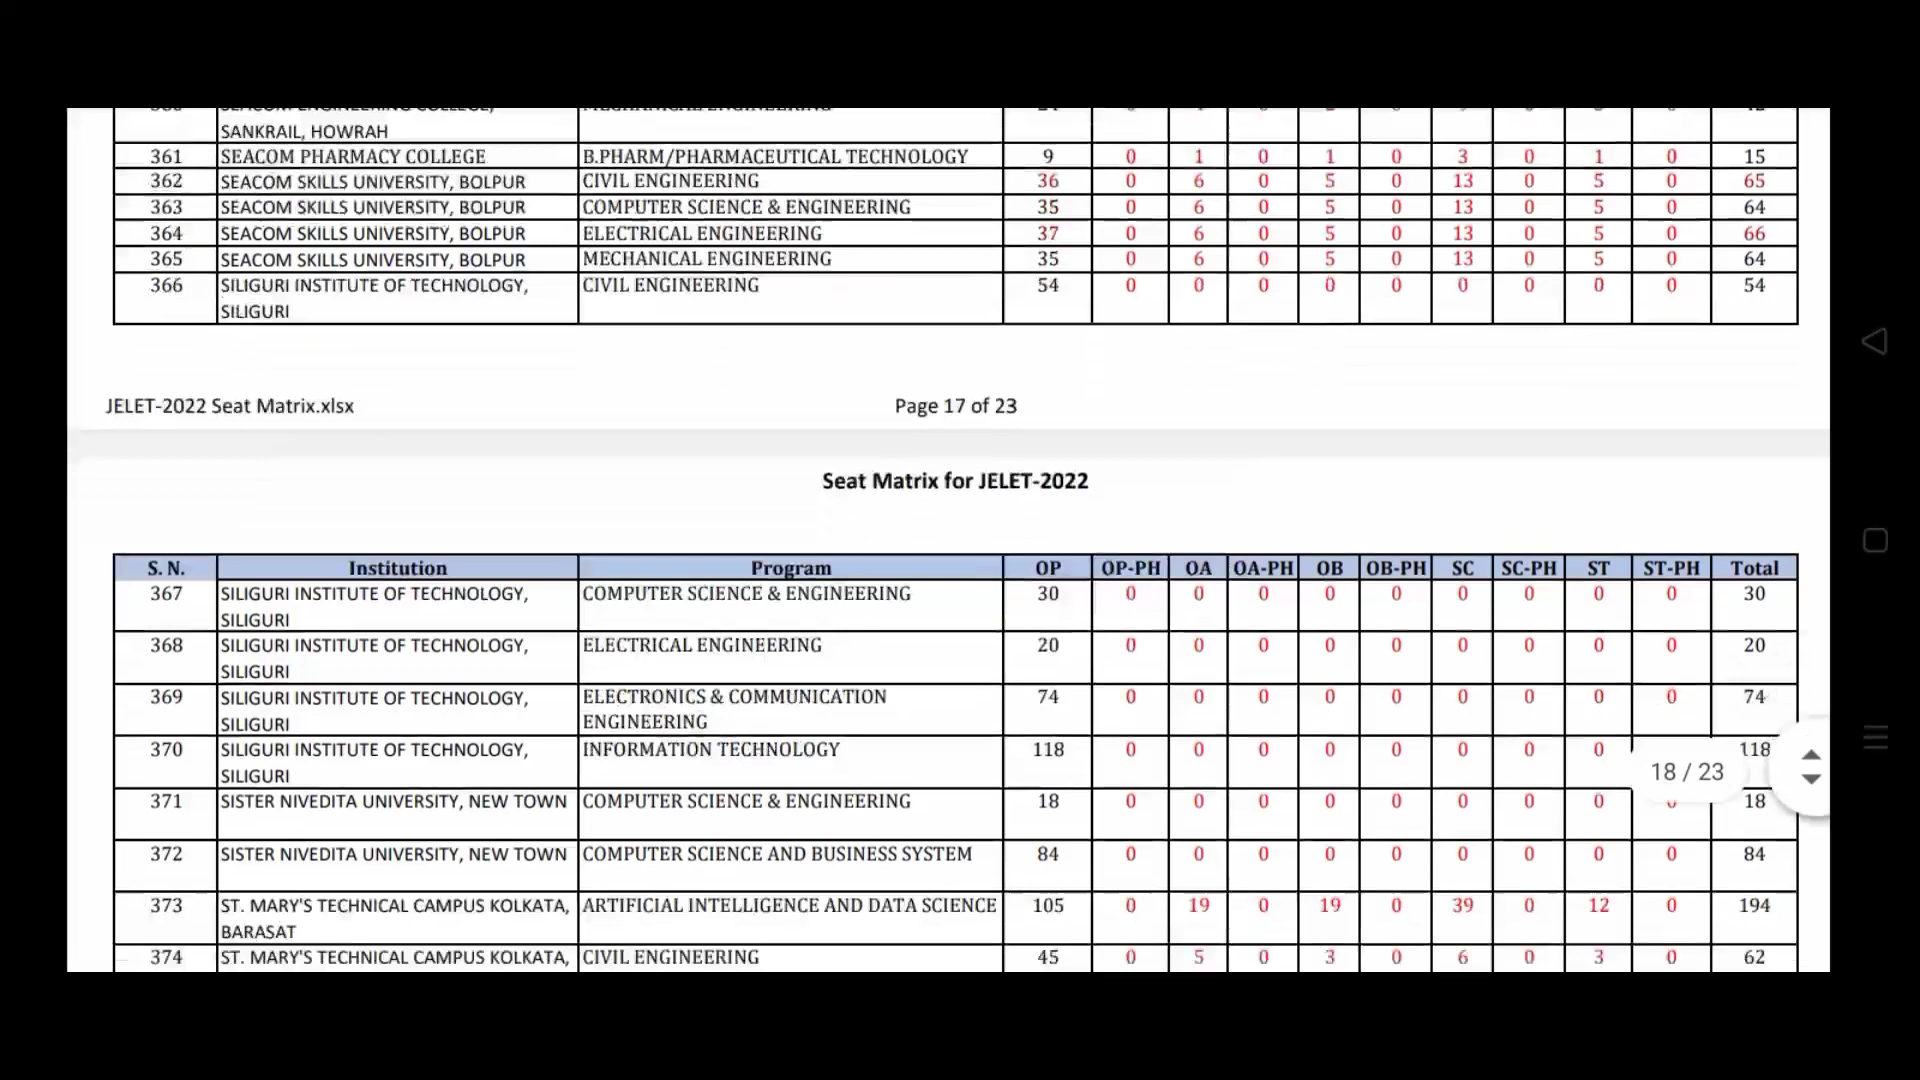 SANKRAIL, HOWRAH
361 SEACOM PHARMACY COLLEGE B.PHARM/PHARMACEUTICAL TECHNOLOGY 9 0 1 0 1 0 3 0 1 0 15
362 SEACOM SKILLS UNIVERSITY, BOLPUR CIVIL ENGINEERING 36 0 6 0 5 0 13 0 5 0 65
363 SEACOM SKILLS UNIVERSITY, BOLPUR COMPUTER SCIENCE & ENGINEERING 35 0 6 0 5 0 13 0 5 0 64
364 SEACOM SKILLS UNIVERSITY, BOLPUR ELECTRICAL ENGINEERING 37 0 6 0 5 0 13 0 5 0 66
365 SEACOM SKILLS UNIVERSITY, BOLPUR MECHANICAL ENGINEERING 35 0 6 0 5 0 13 0 5 0 64
366 SILIGURI INSTITUTE OF TECHNOLOGY, CIVIL ENGINEERING 54 0 0 0 0 0 0 0 0 0 54
SILIGURI
JELET-2022 Seat Matrix.xlsx Page 17 of 23
Seat Matrix for JELET-2022
S. N. Institution Program OP OP-PH OA OA-PH OB OB-PH SC SC-PH ST ST-PH Total
367 SILIGURI INSTITUTE OF TECHNOLOGY, COMPUTER SCIENCE & ENGINEERING 30 0 0 0 0 0 0 0 0 0 30
SILIGURI
368 SILIGURI INSTITUTE OF TECHNOLOGY, ELECTRICAL ENGINEERING 20 0 0 0 0 0 0 0 0 0 20
SILIGURI
369 SILIGURI INSTITUTE OF TECHNOLOGY, ELECTRONICS & COMMUNICATION 74 0 0 0 0 0 0 0 0 0 74
SILIGURI ENGINEERING
370 SILIGURI INSTITUTE OF TECHNOLOGY, INFORMATION TECHNOLOGY 118 0 0 0 0 0 0 0 0 118
SILIGURI
18 / 23
371 SISTER NIVEDITA UNIVERSITY, NEW TOWN COMPUTER SCIENCE & ENGINEERING 18 0 0 0 0 0 0 0 0 18
372 SISTER NIVEDITA UNIVERSITY, NEW TOWN COMPUTER SCIENCE AND BUSINESS SYSTEM 84 0 0 0 0 0 0 0 0 0 84
373 ST. MARY'S TECHNICAL CAMPUS KOLKATA, ARTIFICIAL INTELLIGENCE AND DATA SCIENCE 105 0 19 0 19 0 39 0 12 0 194
BARASAT
374 ST. MARY'S TECHNICAL CAMPUS KOLKATA, CIVIL ENGINEERING 45 0 5 0 3 0 6 0 3 0 62